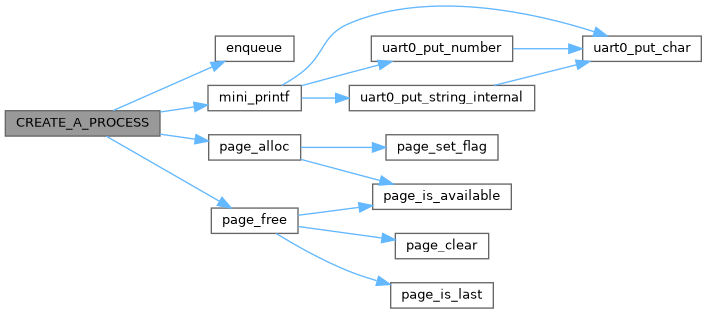 CREATE_A_PROCESS
enqueue
mini_printf
page_alloc
page_free
uart0_put_number
uart0_put_string_internal
page_set_flag
page_is_available
page_clear
page_is_last
uart0_put_char